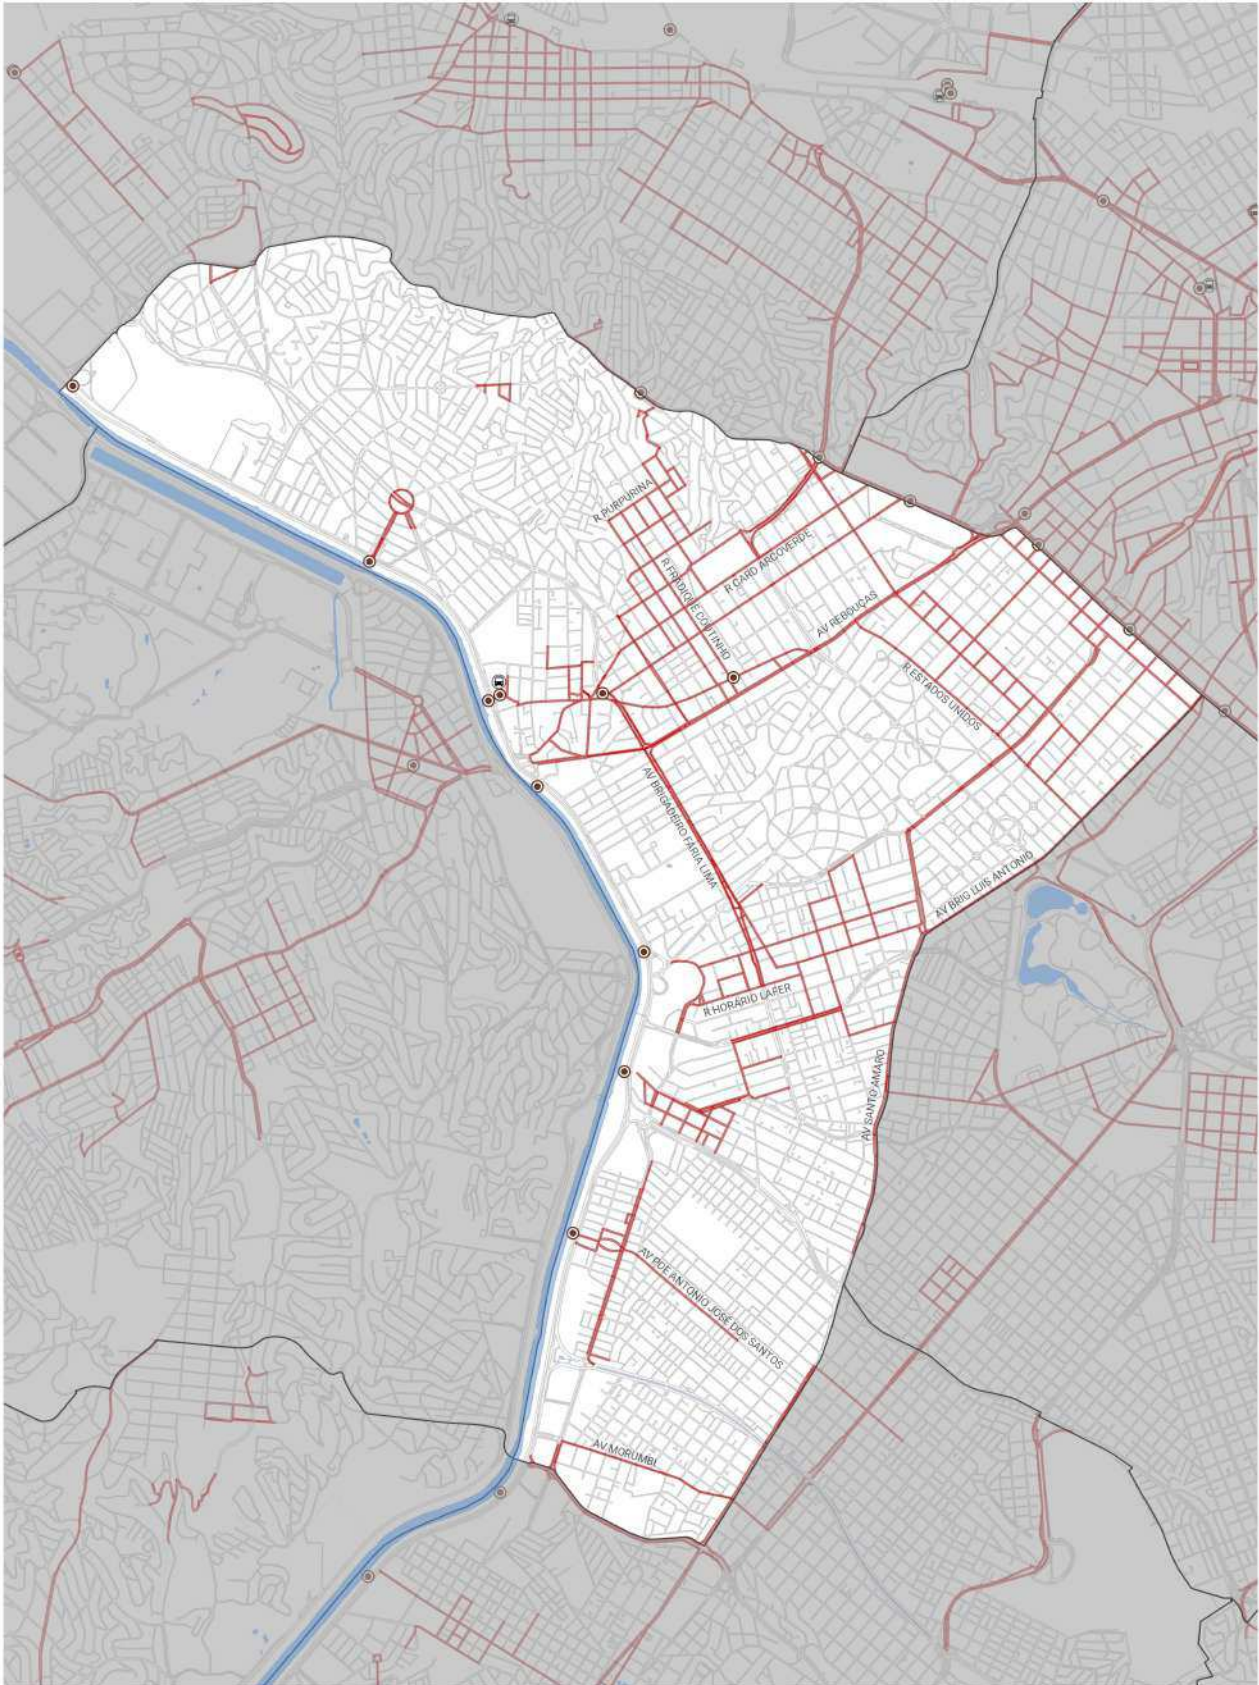 R PURPURINA
R CARD ARCOVERDE
R FRADIQUE COUTINHO
AV REBOUÇAS
R ESTADOS UNIDOS
AV BRIGADEIRO FARIA LIMA
AV BRIG LUIS ANTONIO
R HORÁRIO LAFER
AV SANTO AMARO
AV PDE ANTONIO JOSÉ DOS SANTOS
AV MORUMBI